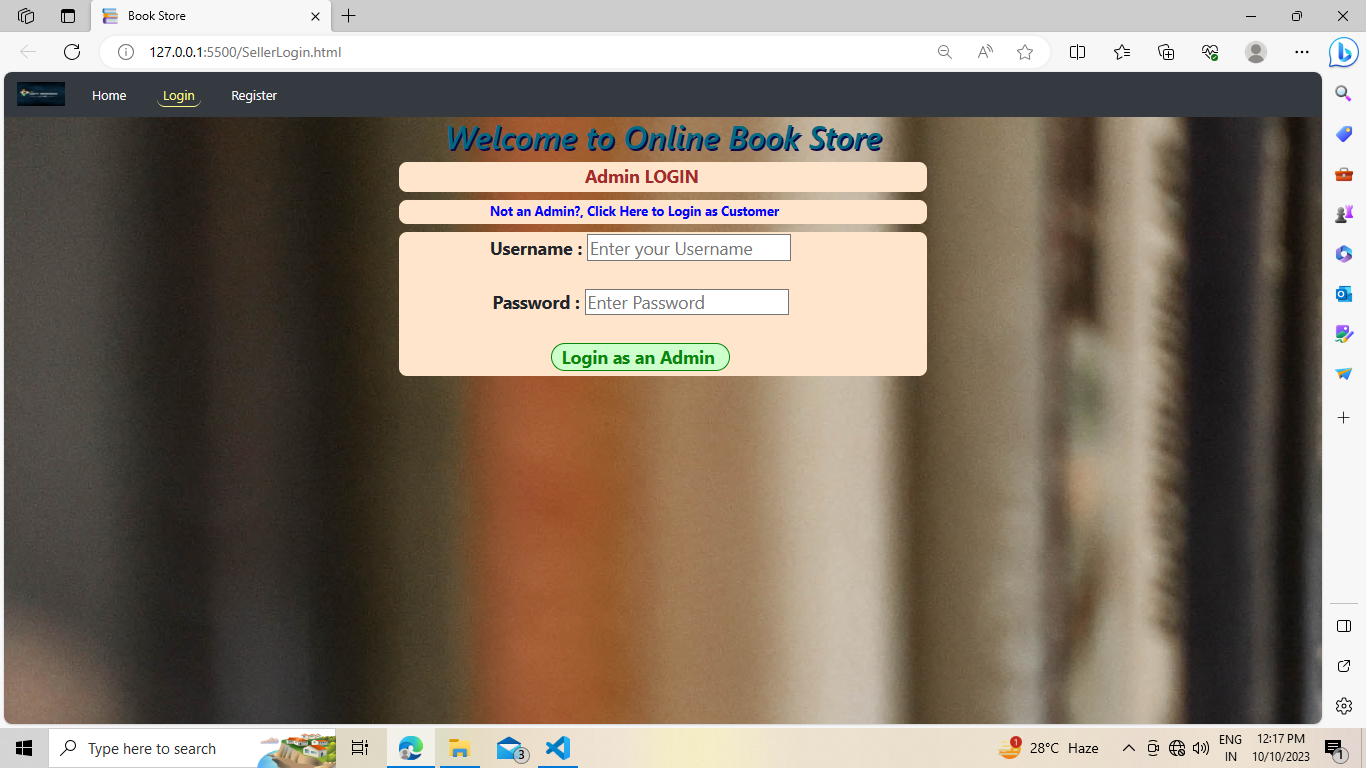 Book Store
127.0.0.1:5500/SellerLogin.html
Home Login Register
Welcome to Online Book Store
Admin LOGIN
Not an Admin?, Click Here to Login as Customer
Username : Enter your Username
Password : Enter Password
Login as an Admin
Type here to search
3
1
28°C Haze
ENG
IN
12:17 PM
10/10/2023
1